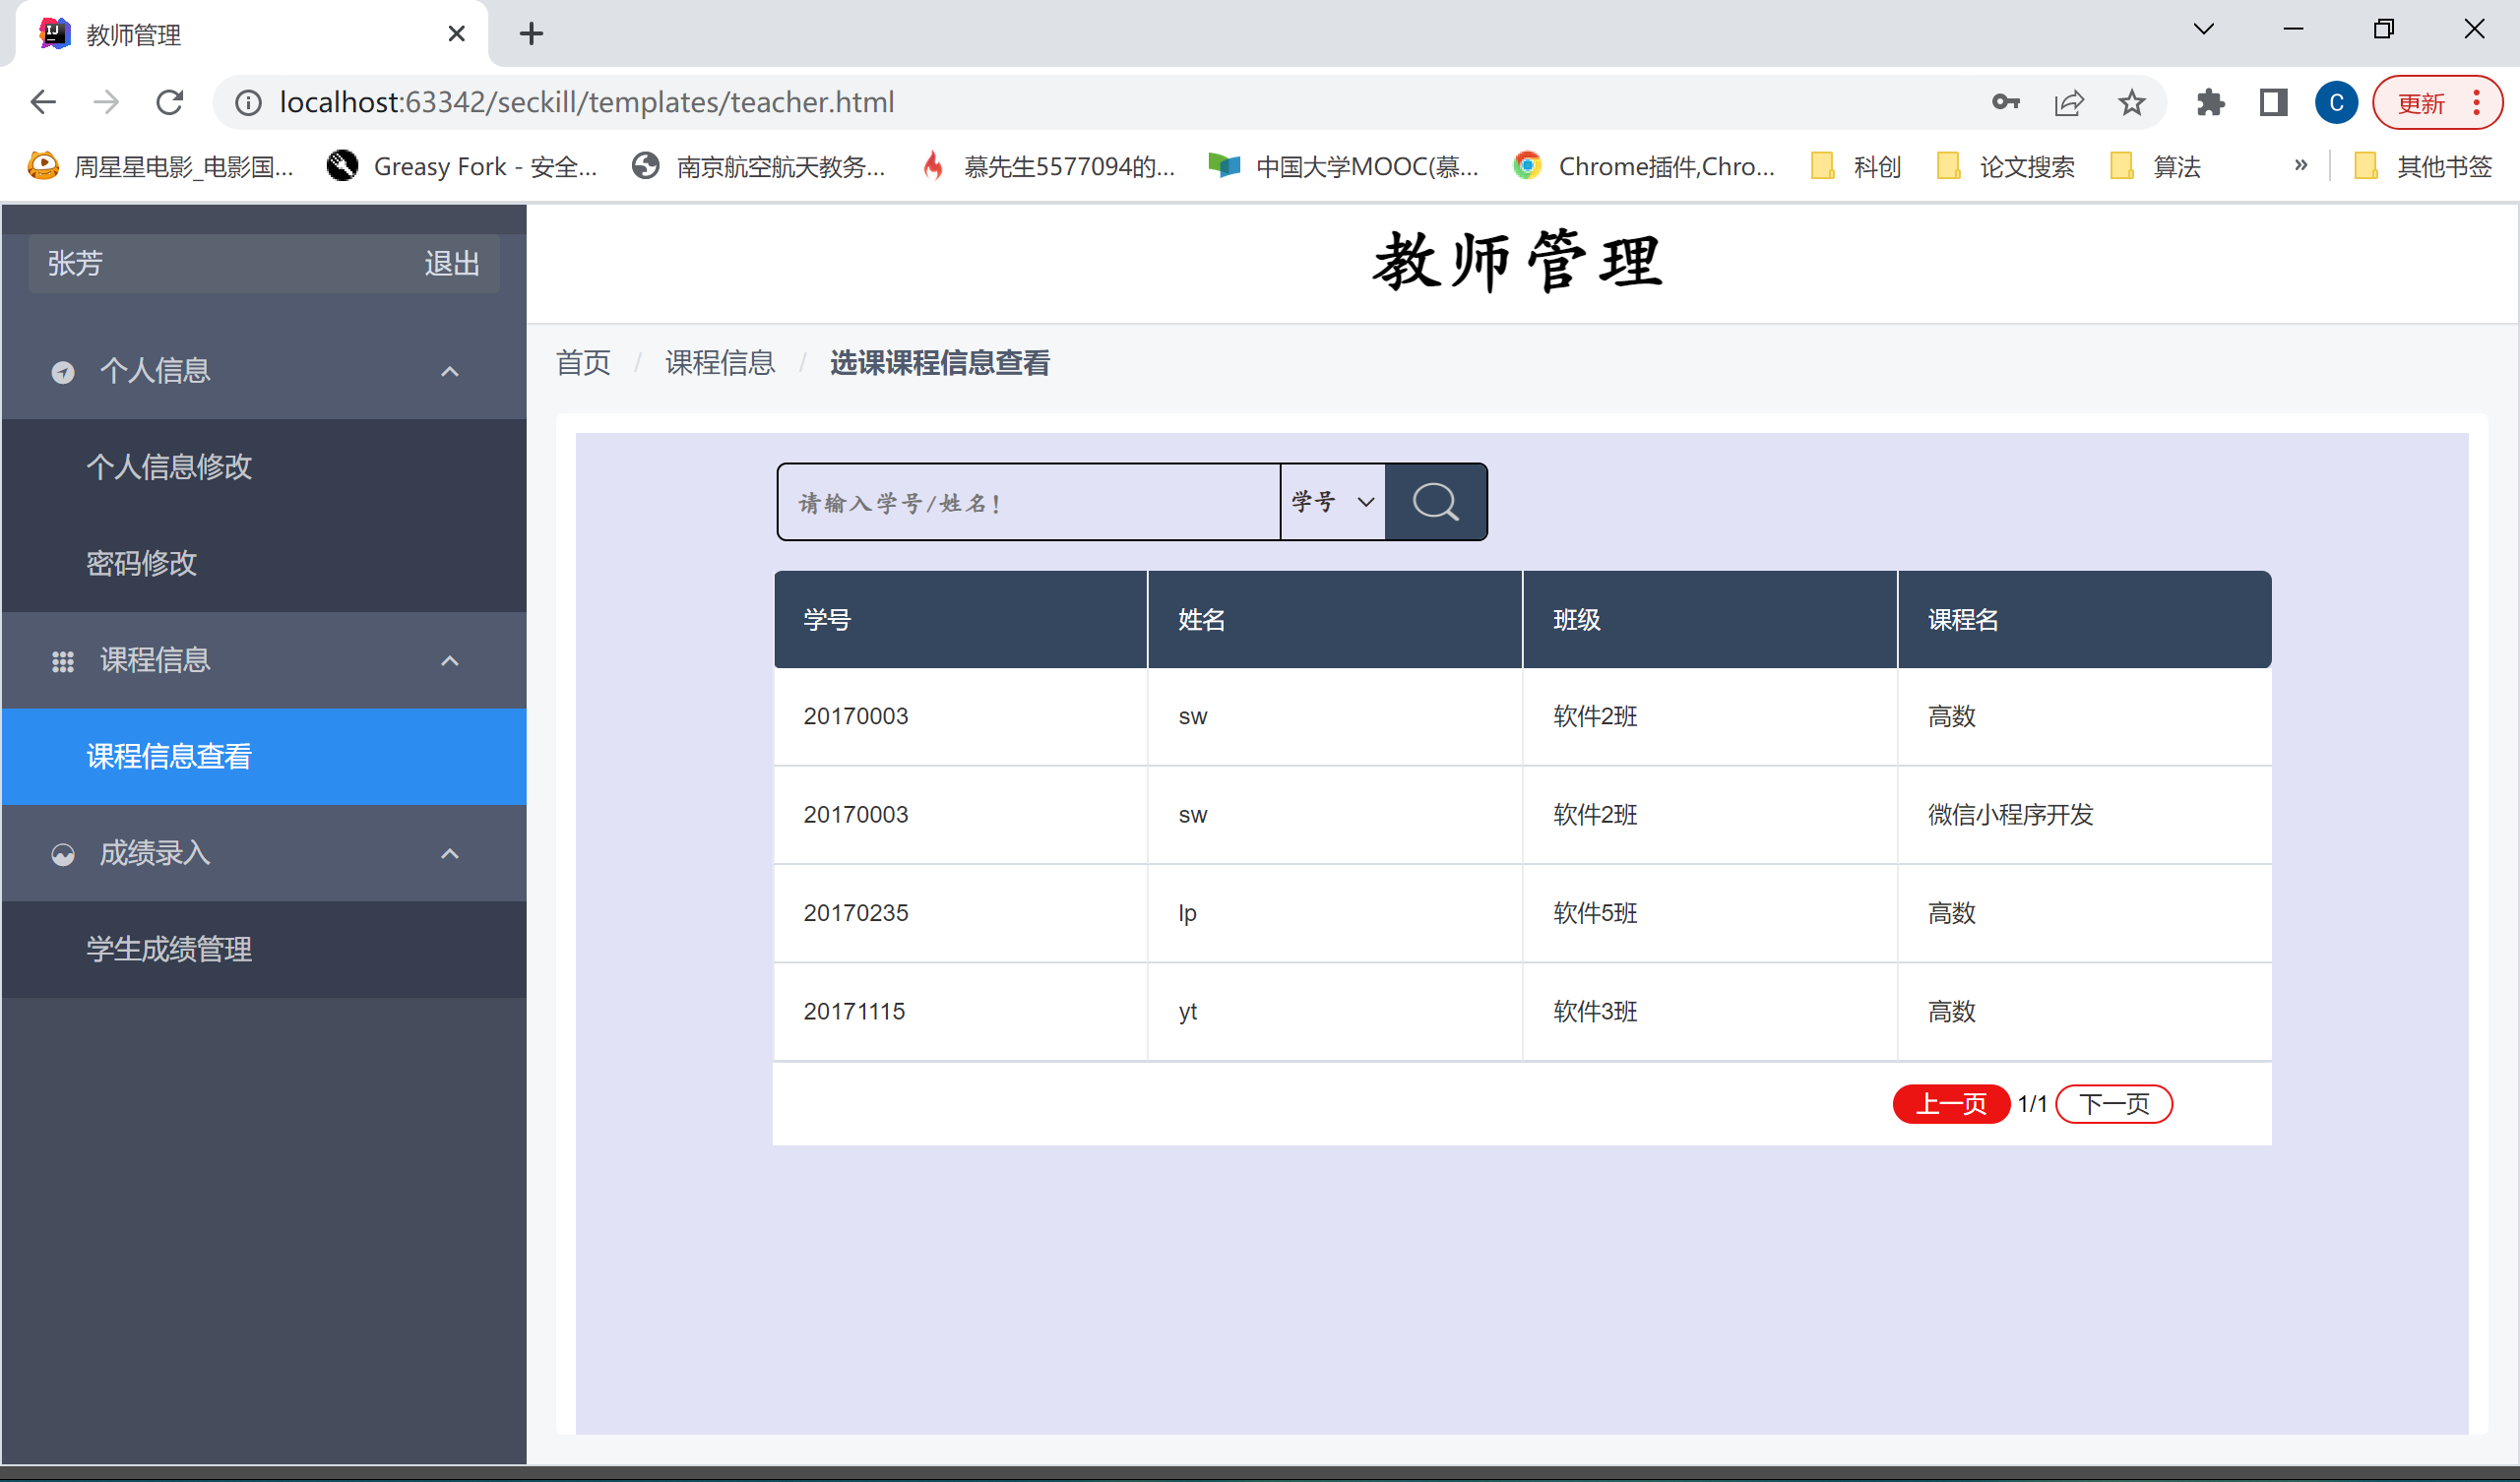 教师管理
localhost:63342/seckill/templates/teacher.html
C
更新
周星星电影_电影国...
Greasy Fork - 安全...
南京航空航天教务...
慕先生5577094的...
中国大学MOOC(慕...
Chrome插件,Chro...
科创
论文搜索
算法
»
其他书签
张芳 退出
教师管理
个人信息
首页 / 课程信息 / 选课课程信息查看
个人信息修改
密码修改
课程信息
课程信息查看
成绩录入
学生成绩管理
请输入学号/姓名!
学号
学号 姓名 班级 课程名
20170003 sw 软件2班 高数
20170003 sw 软件2班 微信小程序开发
20170235 lp 软件5班 高数
20171115 yt 软件3班 高数
上一页 1/1 下一页